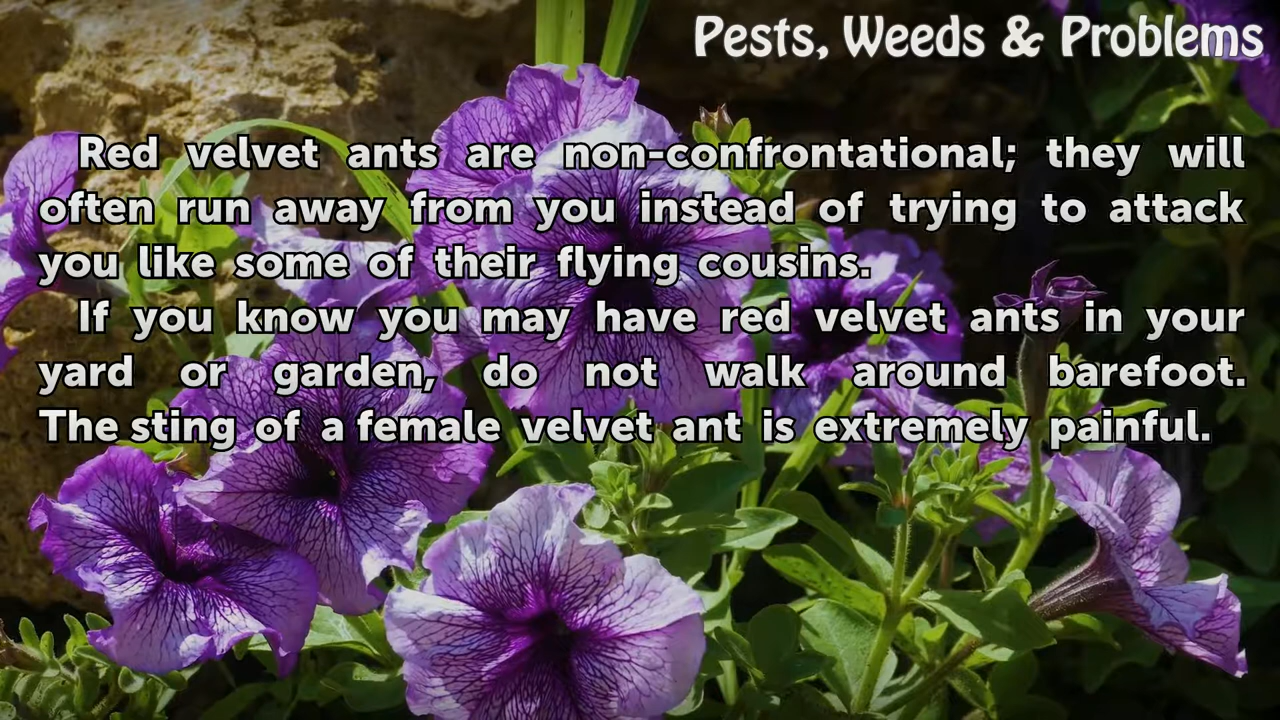 Pests, Weeds & Problems
Red velvet ants are non-confrontational; they will
often run away from you instead of trying to attack
you like some of their flying cousins.
If you know you may have red velvet ants in your
yard or garden, do not walk around barefoot.
The sting of a female velvet ant is extremely painful.